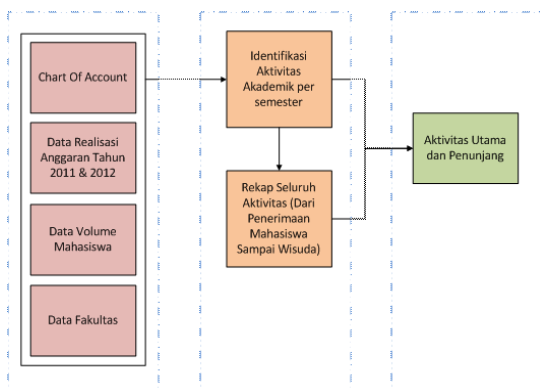 Chart Of Account
Data Realisasi
Anggaran Tahun
2011 & 2012
Data Volume
Mahasiswa
Data Fakultas
Identifikasi
Aktivitas
Akademik per
semester
Rekap Seluruh
Aktivitas (Dari
Penerimaan
Mahasiswa
Sampai Wisuda)
Aktivitas Utama
dan Penunjang